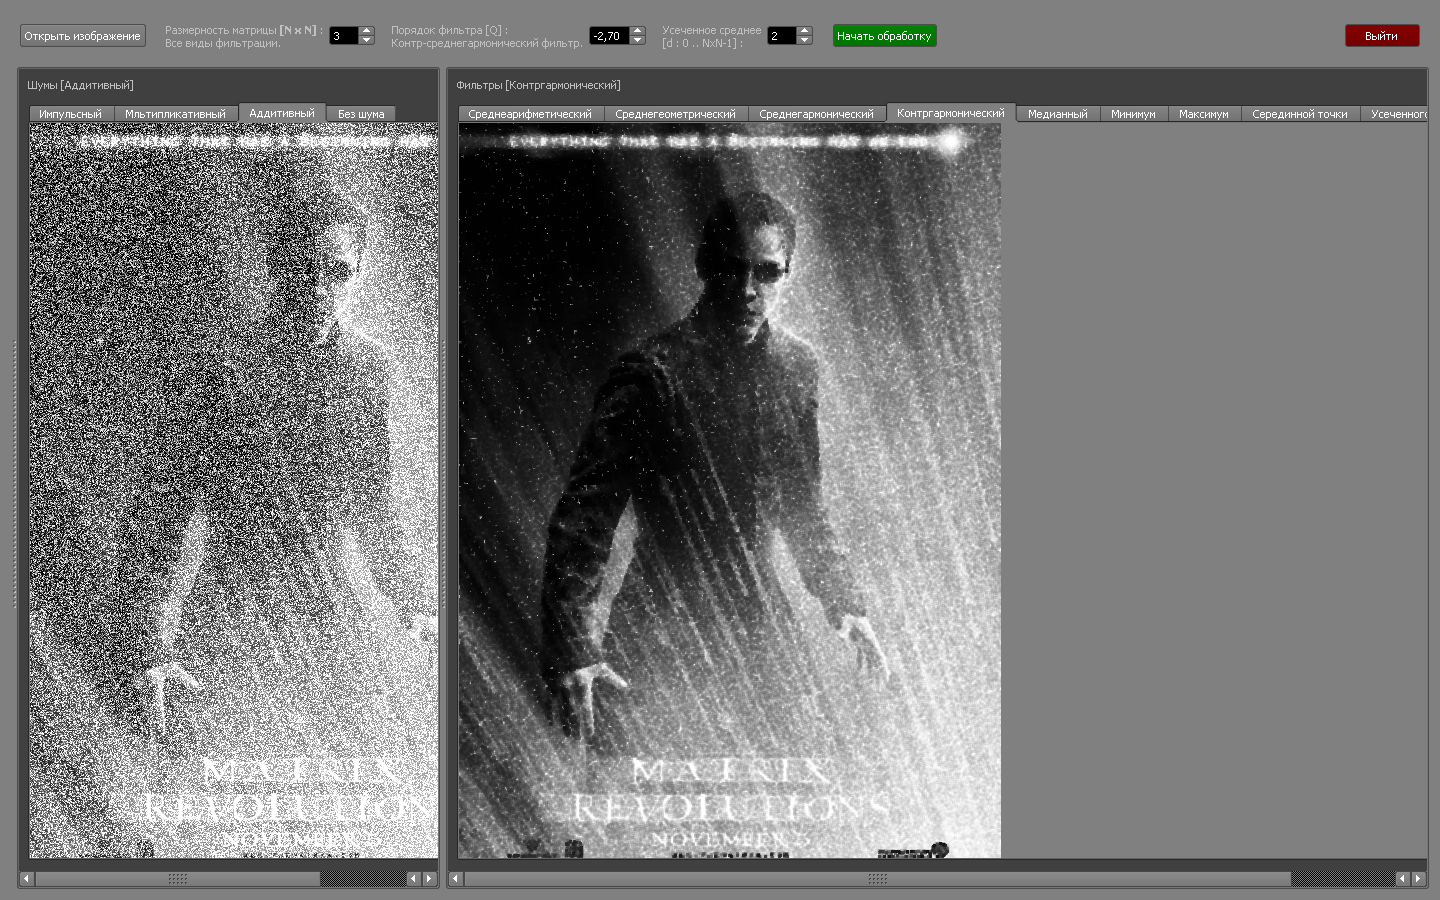 Открыть изображение
Размерность матрицы [N x N] :
Все виды фильтрации.
3
Порядок фильтра [Q] :
Контр-среднегармонический фильтр.
-2,70
Усеченное среднее
[d : 0 .. NxN-1] :
2
Начать обработку
Выйти
Шумы [Аддитивный]
Импульсный Мльтипликативный Аддитивный Без шума
EVERYTHING THAT HAS A BEGINNING HAS
MATRIX
REVOLUTIONS
NOVEMBER 5
Фильтры [Контргармонический]
Среднеарифметический Среднегеометрический Среднегармонический Контргармонический Медианный Минимум Максимум Серединной точки Усеченного
EVERYTHING THAT HAS A BEGINNING HAS AN END
MATRIX
REVOLUTIONS
NOVEMBER 5